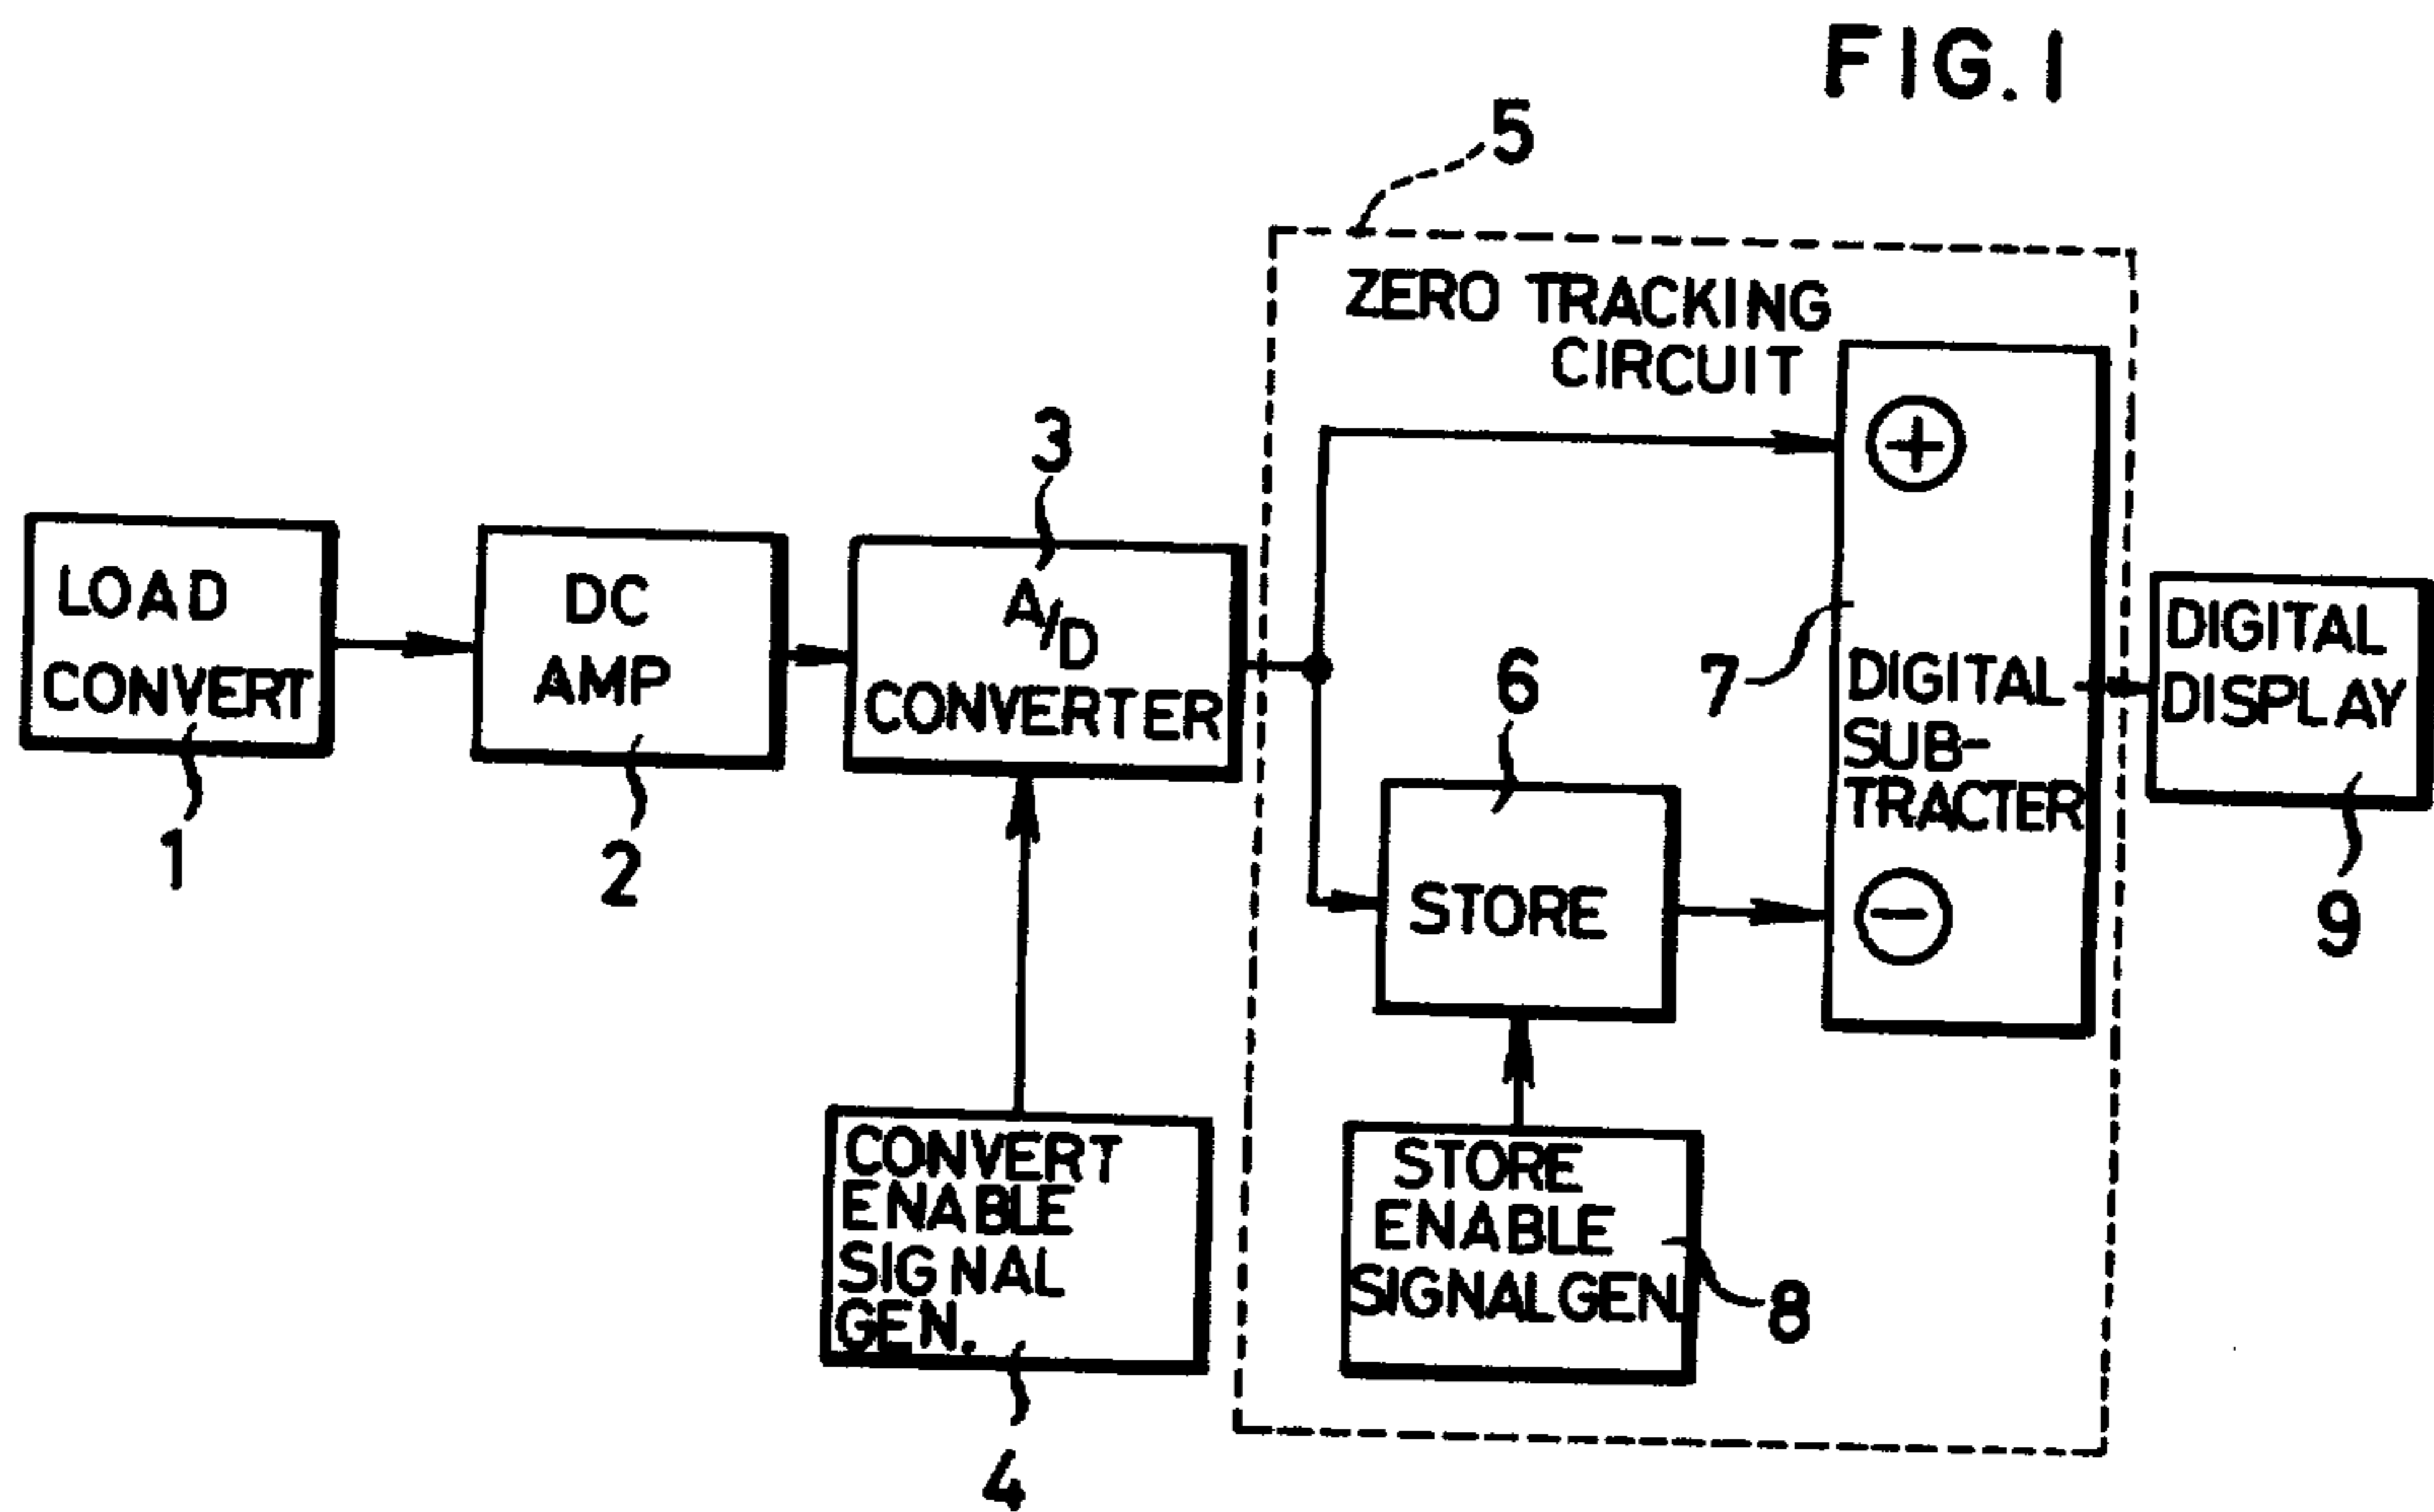 FIG.1
5
ZERO TRACKING
CIRCUIT
3
LOAD
CONVERT
1
DC
AMP
2
A/D
CONVERTER
6
STORE
7
DIGITAL
SUB-
TRACTER
DIGITAL
DISPLAY
9
CONVERT
ENABLE
SIGNAL
GEN.
4
STORE
ENABLE
SIGNAL GEN
8